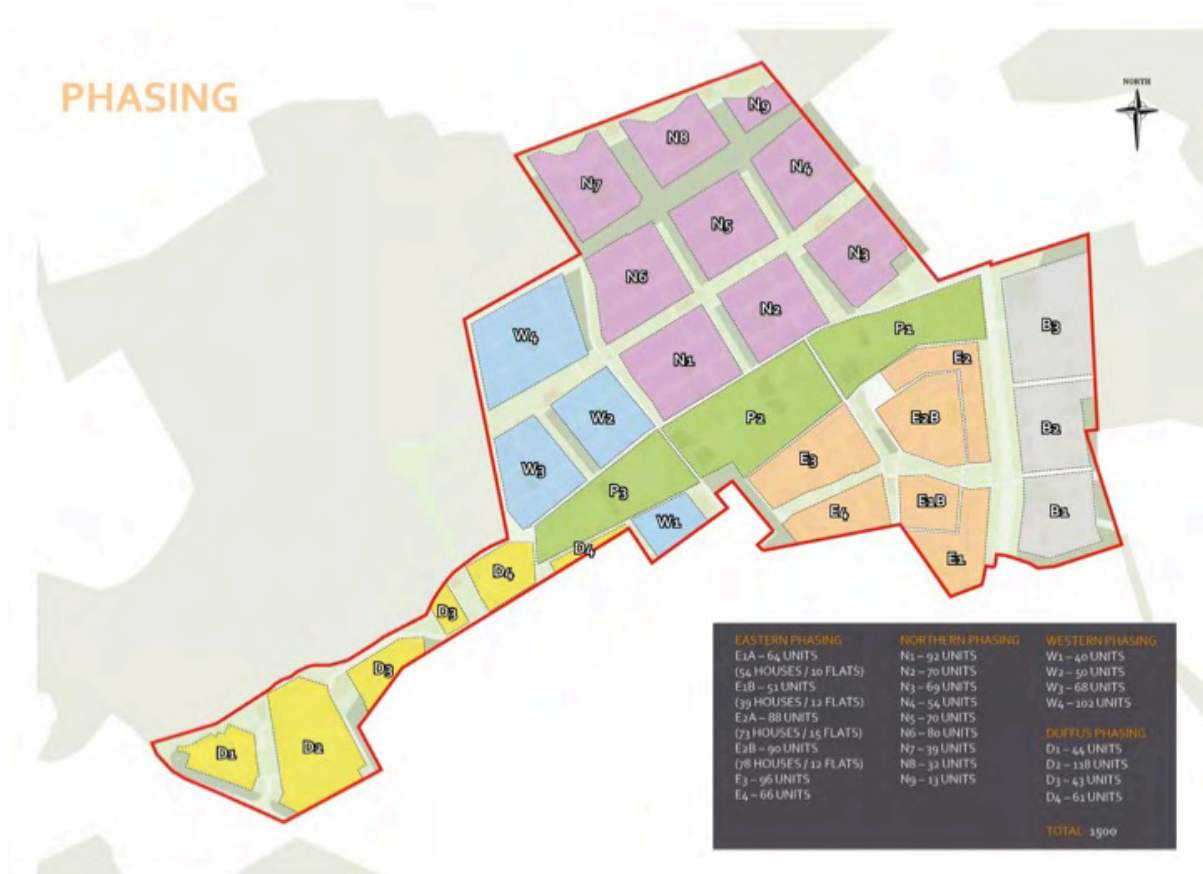 PHASING
NORTH
N9
N8
N4
N7
N5
N3
N6
N2
P1
B3
W4
N1
E2
P2
E2B
W2
B2
E3
W3
P3
E1B
B1
W1
E4
D4
E1
D4
D3
D3
D1
D2
EASTERN PHASING
E1A – 64 UNITS
(54 HOUSES / 10 FLATS)
E1B – 51 UNITS
(39 HOUSES / 12 FLATS)
E2A – 88 UNITS
(73 HOUSES / 15 FLATS)
E2B – 90 UNITS
(78 HOUSES / 12 FLATS)
E3 – 96 UNITS
E4 – 66 UNITS
NORTHERN PHASING
N1 – 92 UNITS
N2 – 70 UNITS
N3 – 69 UNITS
N4 – 54 UNITS
N5 – 70 UNITS
N6 – 80 UNITS
N7 – 39 UNITS
N8 – 32 UNITS
N9 – 13 UNITS
WESTERN PHASING
W1 – 40 UNITS
W2 – 50 UNITS
W3 – 68 UNITS
W4 – 102 UNITS
DUFFUS PHASING
D1 – 44 UNITS
D2 – 118 UNITS
D3 – 43 UNITS
D4 – 61 UNITS
TOTAL 1500